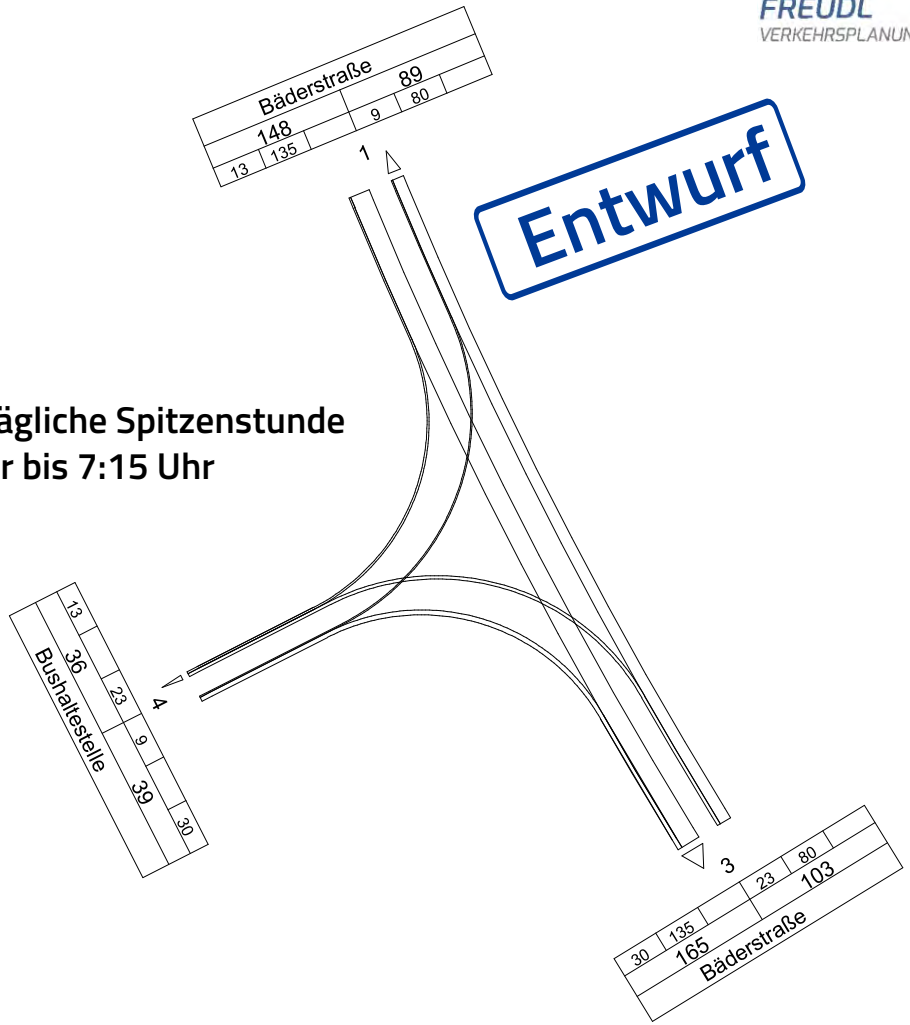 FREUDL
VERKEHRSPLANUN
Bäderstraße
148 89
13 135 9 80
1
Entwurf
ägliche Spitzenstunde
r bis 7:15 Uhr
13 23 9 30
36 39
Bushaltestelle
4
3
30 135 23 80
165 103
Bäderstraße